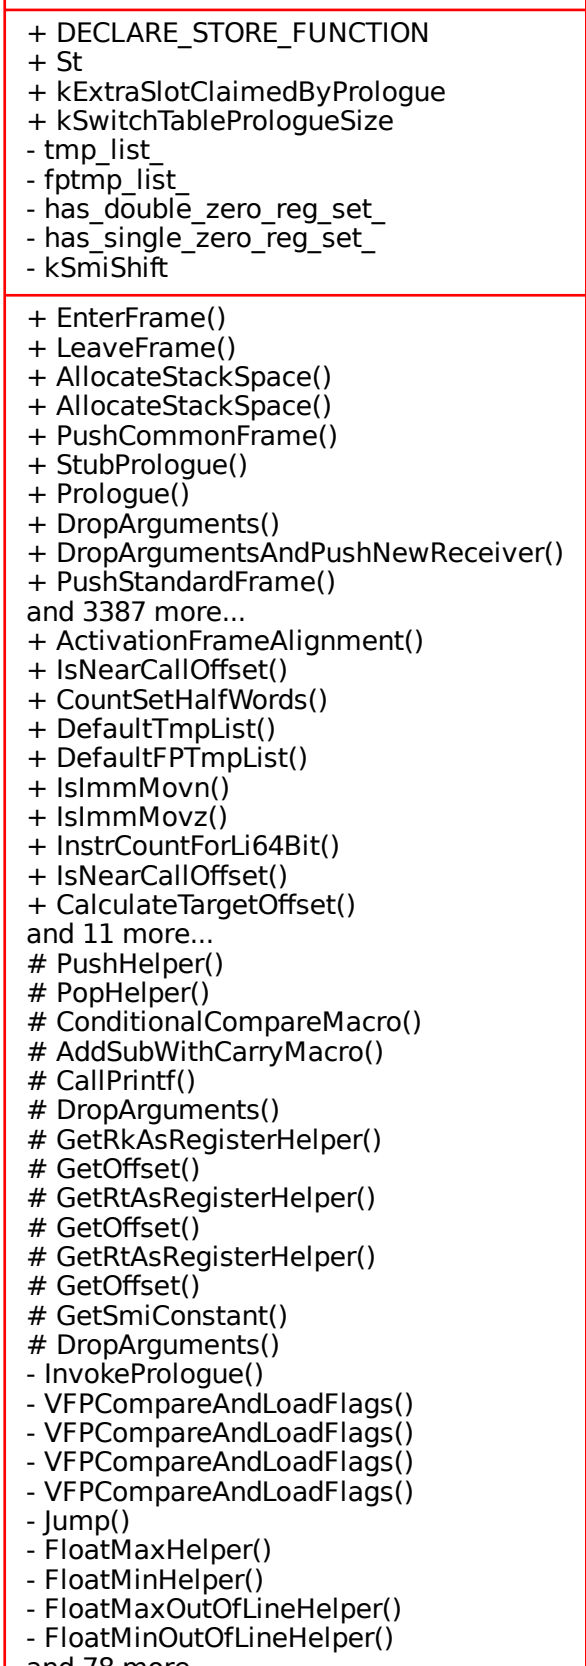 + DECLARE_STORE_FUNCTION
+ St
+ kExtraSlotClaimedByPrologue
+ kSwitchTablePrologueSize
- tmp_list_
- fptmp_list_
- has_double_zero_reg_set_
- has_single_zero_reg_set_
- kSmiShift
+ EnterFrame()
+ LeaveFrame()
+ AllocateStackSpace()
+ AllocateStackSpace()
+ PushCommonFrame()
+ StubPrologue()
+ Prologue()
+ DropArguments()
+ DropArgumentsAndPushNewReceiver()
+ PushStandardFrame()
and 3387 more...
+ ActivationFrameAlignment()
+ IsNearCallOffset()
+ CountSetHalfWords()
+ DefaultTmpList()
+ DefaultFPTmpList()
+ IsImmMovn()
+ IsImmMovz()
+ InstrCountForLi64Bit()
+ IsNearCallOffset()
+ CalculateTargetOffset()
and 11 more...
# PushHelper()
# PopHelper()
# ConditionalCompareMacro()
# AddSubWithCarryMacro()
# CallPrintf()
# DropArguments()
# GetRkAsRegisterHelper()
# GetOffset()
# GetRtAsRegisterHelper()
# GetOffset()
# GetRtAsRegisterHelper()
# GetOffset()
# GetSmiConstant()
# DropArguments()
- InvokePrologue()
- VFPCompareAndLoadFlags()
- VFPCompareAndLoadFlags()
- VFPCompareAndLoadFlags()
- VFPCompareAndLoadFlags()
- Jump()
- FloatMaxHelper()
- FloatMinHelper()
- FloatMaxOutOfLineHelper()
- FloatMinOutOfLineHelper()
and 78 more...